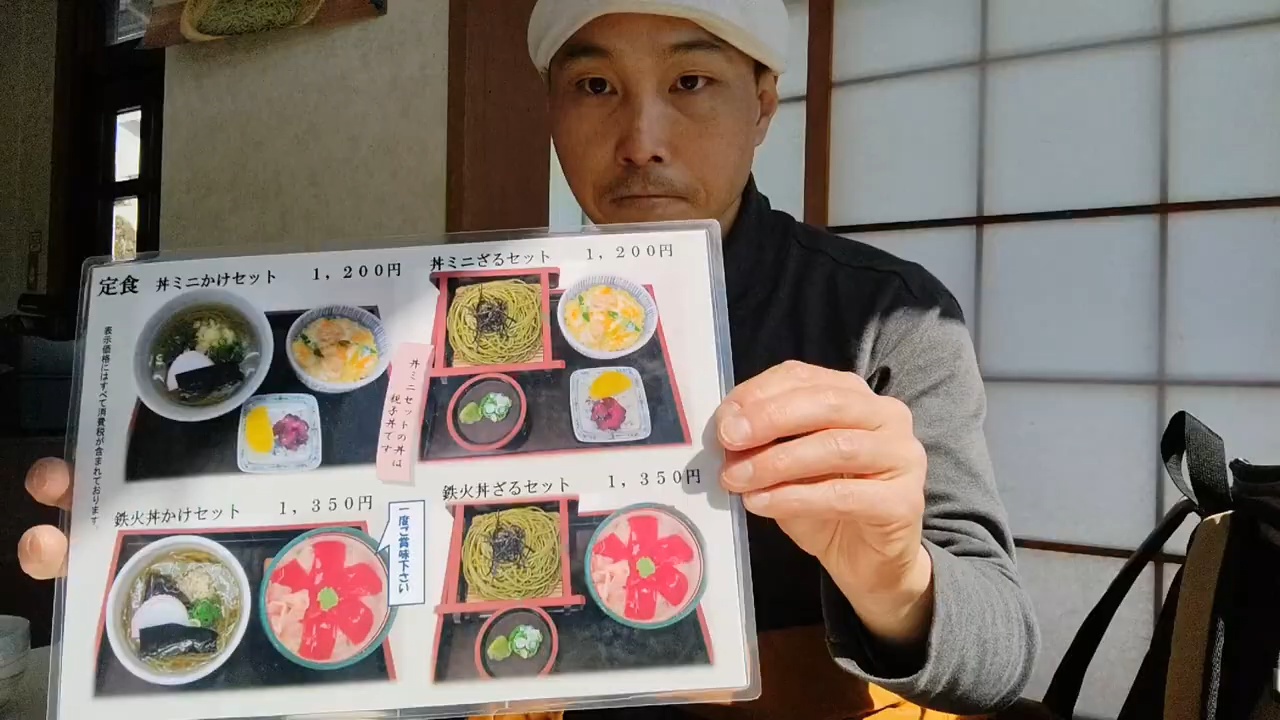 定食 丼ミニかけセット 1,200円
丼ミニざるセット 1,200円
表示価格にはすべて消費税が含まれております。
丼ミニセットの丼は
親子丼です
鉄火丼かけセット 1,350円
鉄火丼ざるセット 1,350円
一度ご賞味下さい